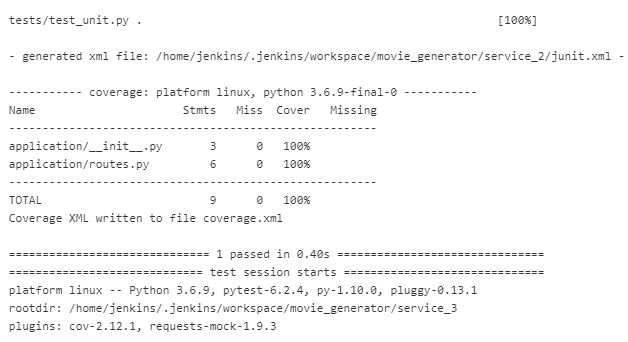 tests/test_unit.py . [100%]
- generated xml file: /home/jenkins/.jenkins/workspace/movie_generator/service_2/junit.xml -
----------- coverage: platform linux, python 3.6.9-final-0 -----------
Name Stmts Miss Cover Missing
-------------------------------------------------------
application/__init__.py 3 0 100%
application/routes.py 6 0 100%
-------------------------------------------------------
TOTAL 9 0 100%
Coverage XML written to file coverage.xml
============================== 1 passed in 0.40s ===============================
============================= test session starts ==============================
platform linux -- Python 3.6.9, pytest-6.2.4, py-1.10.0, pluggy-0.13.1
rootdir: /home/jenkins/.jenkins/workspace/movie_generator/service_3
plugins: cov-2.12.1, requests-mock-1.9.3